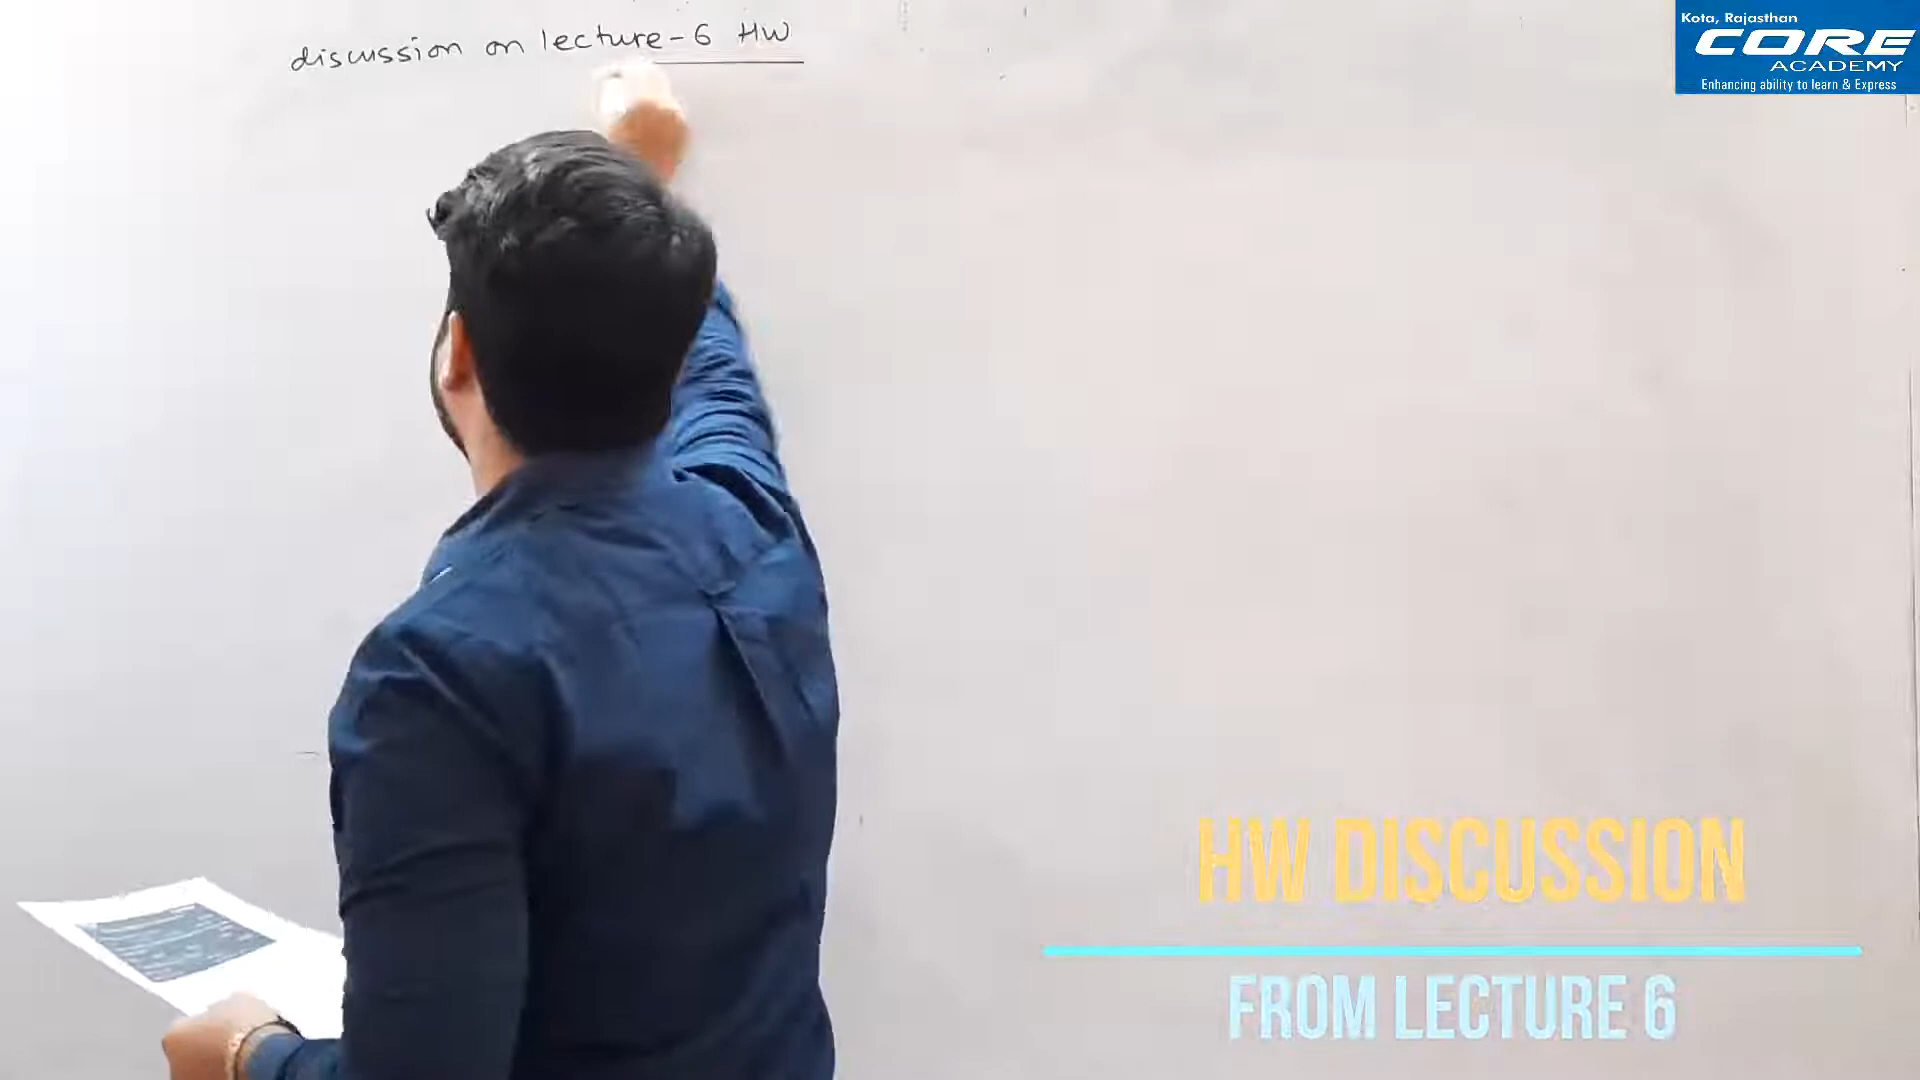 discussion on lecture-6 HW
Kota, Rajasthan
CORE
ACADEMY
Enhancing ability to learn & Express
HW DISCUSSION
FROM LECTURE 6